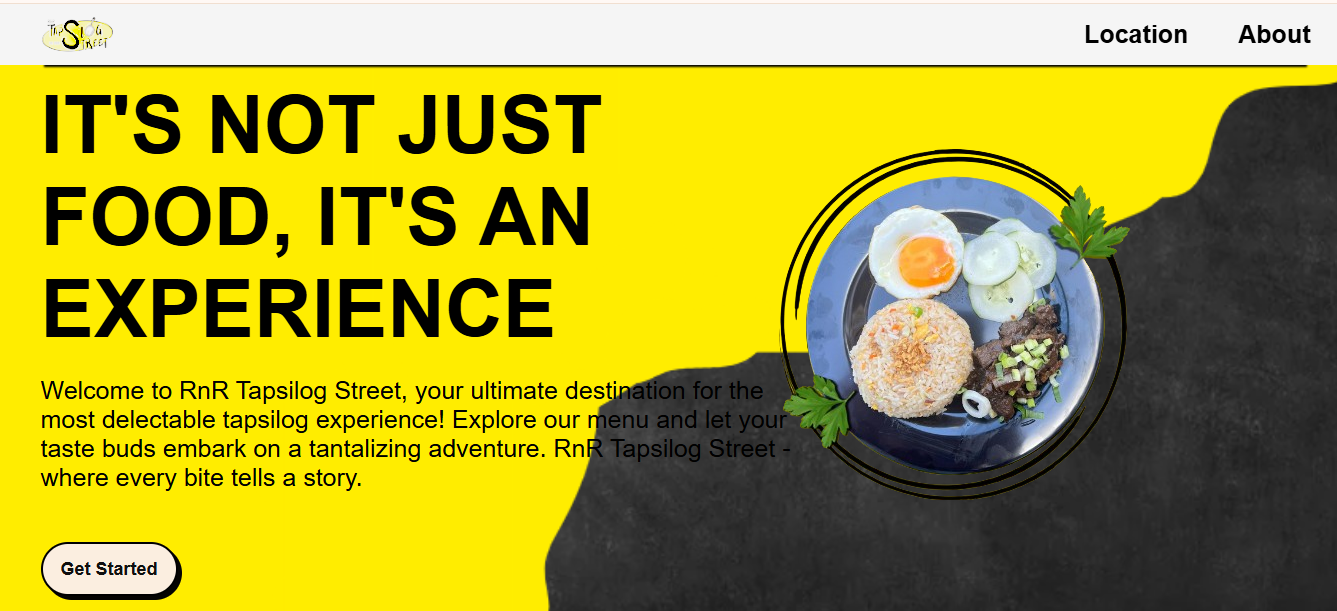 TAPSILOG
STREET
Location
About
IT'S NOT JUST
FOOD, IT'S AN
EXPERIENCE
Welcome to RnR Tapsilog Street, your ultimate destination for the
most delectable tapsilog experience! Explore our menu and let your
taste buds embark on a tantalizing adventure. RnR Tapsilog Street -
where every bite tells a story.
Get Started